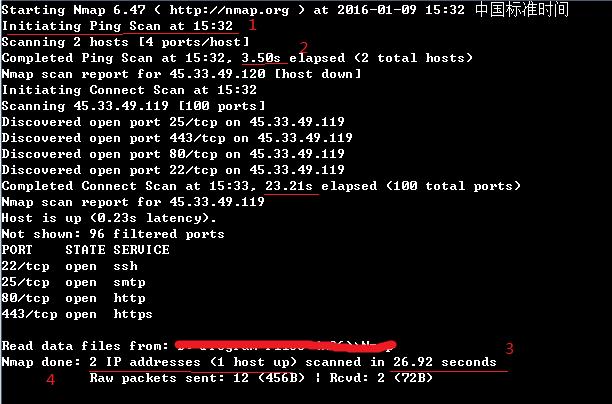 Starting Nmap 6.47 ( http://nmap.org ) at 2016-01-09 15:32 中国标准时间
Initiating Ping Scan at 15:32 1
Scanning 2 hosts [4 ports/host]
2
Completed Ping Scan at 15:32, 3.50s elapsed (2 total hosts)
Nmap scan report for 45.33.49.120 [host down]
Initiating Connect Scan at 15:32
Scanning 45.33.49.119 [100 ports]
Discovered open port 25/tcp on 45.33.49.119
Discovered open port 443/tcp on 45.33.49.119
Discovered open port 80/tcp on 45.33.49.119
Discovered open port 22/tcp on 45.33.49.119
Completed Connect Scan at 15:33, 23.21s elapsed (100 total ports)
Nmap scan report for 45.33.49.119
Host is up (0.23s latency).
Not shown: 96 filtered ports
PORT    STATE SERVICE
22/tcp  open  ssh
25/tcp  open  smtp
80/tcp  open  http
443/tcp open  https
Read data files from:
3
Nmap done: 2 IP addresses (1 host up) scanned in 26.92 seconds
4 Raw packets sent: 12 (456B) | Rcvd: 2 (72B)